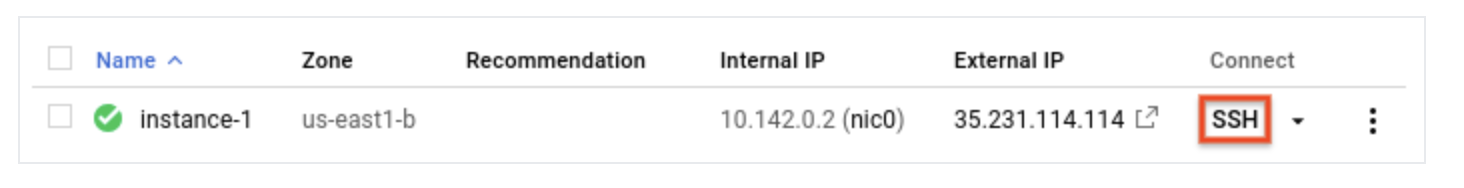 Name Zone Recommendation Internal IP External IP Connect
instance-1 us-east1-b 10.142.0.2 (nic0) 35.231.114.114 SSH